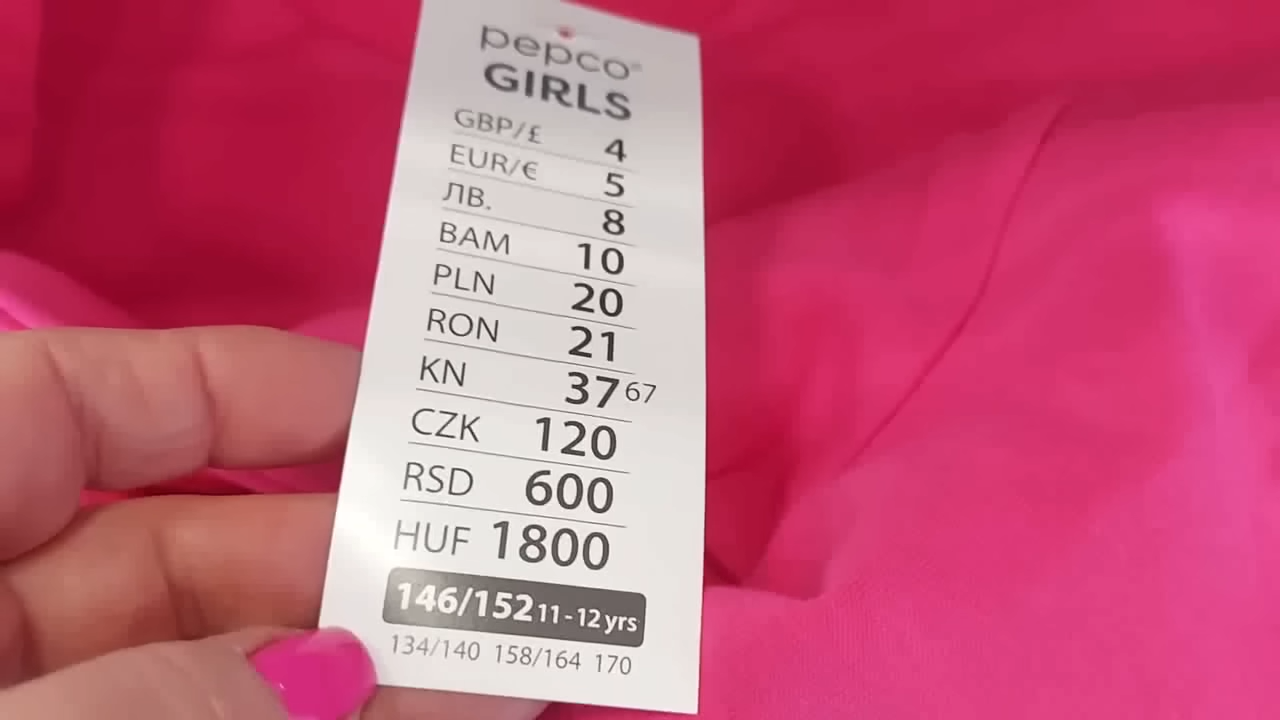 pepco®
GIRLS
GBP/£ 4
EUR/€ 5
ЛВ. 8
BAM 10
PLN 20
RON 21
KN 37 67
CZK 120
RSD 600
HUF 1800
146/152 11-12 yrs
134/140 158/164 170